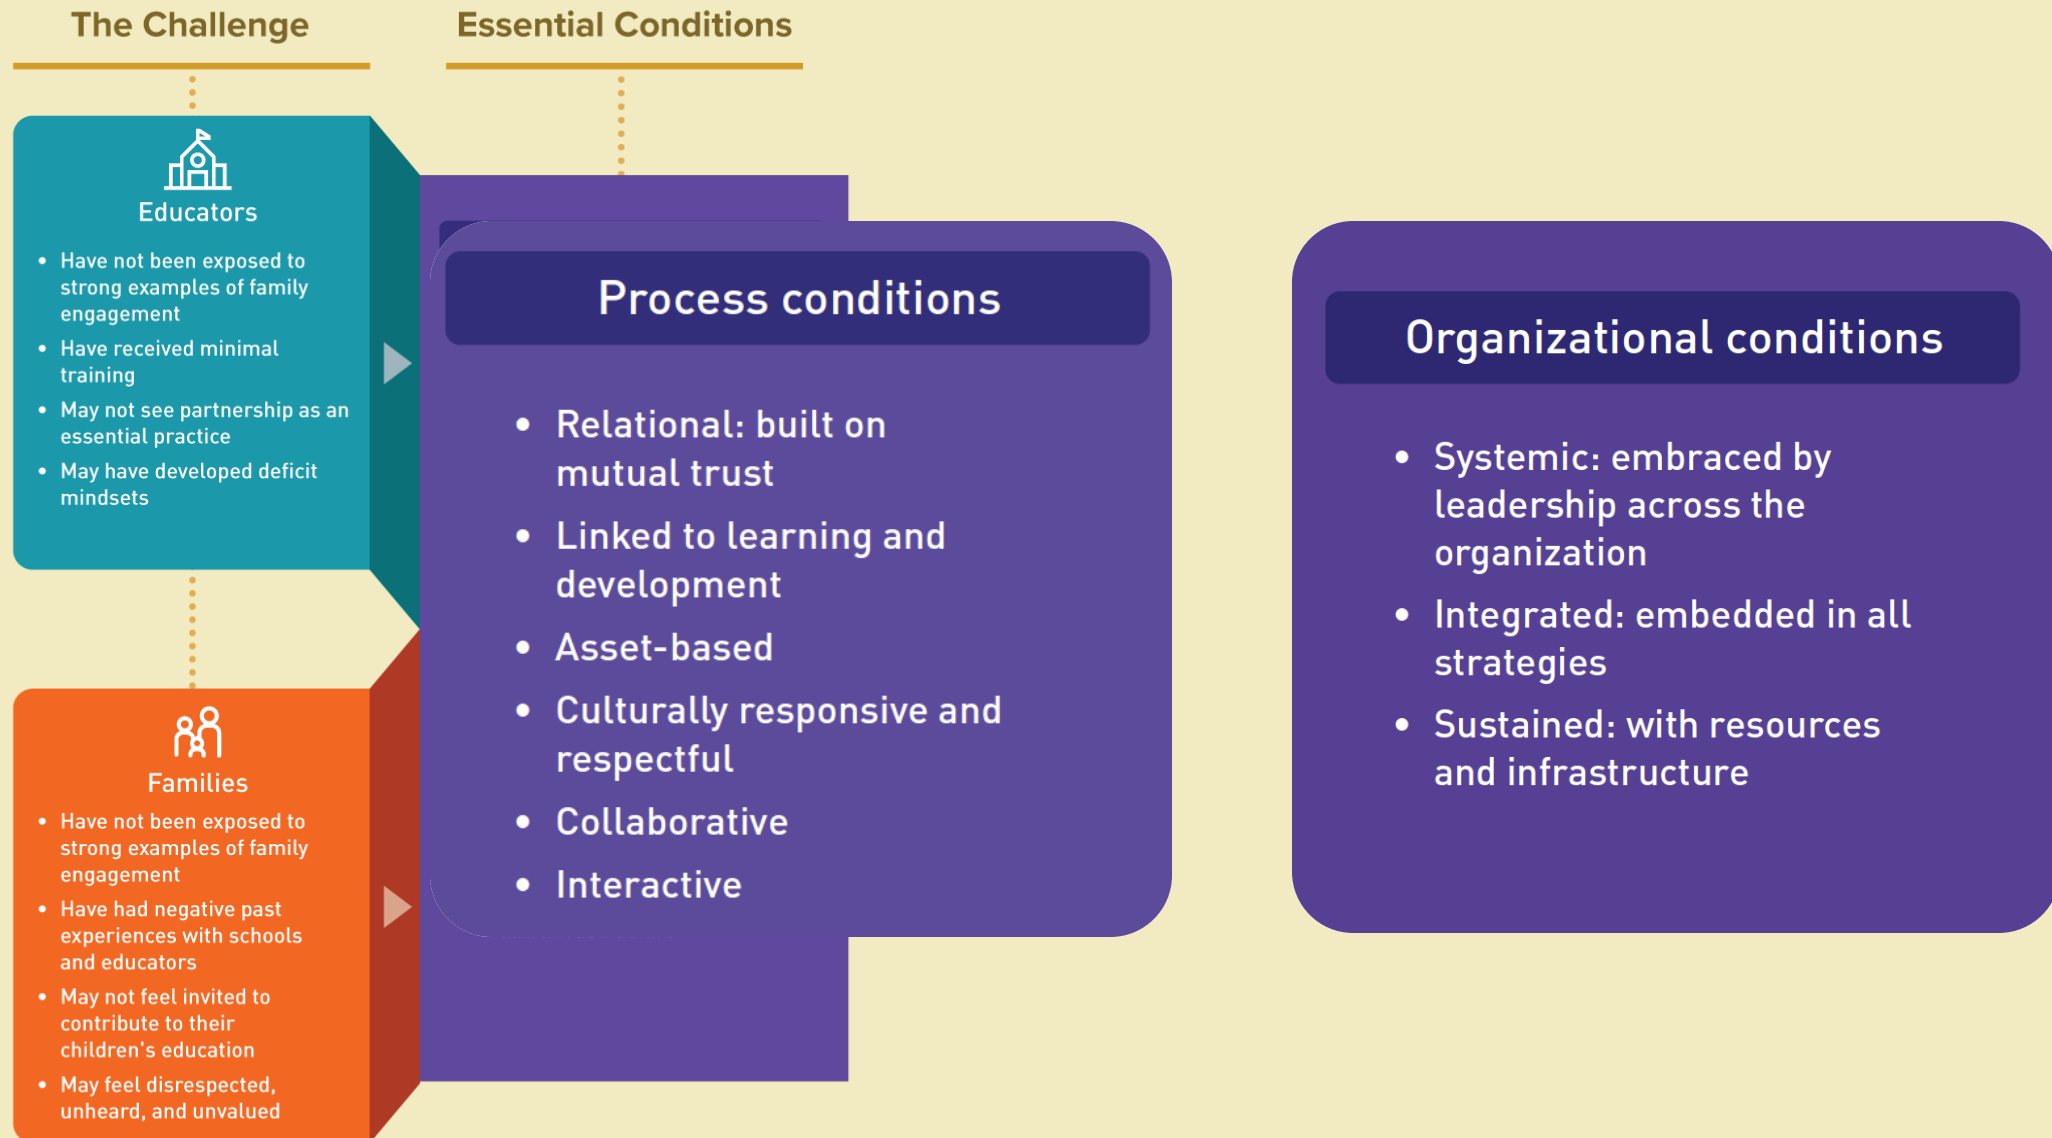 The Challenge
Essential Conditions
Educators
• Have not been exposed to
strong examples of family
engagement
• Have received minimal
training
• May not see partnership as an
essential practice
• May have developed deficit
mindsets
Families
• Have not been exposed to
strong examples of family
engagement
• Have had negative past
experiences with schools
and educators
• May not feel invited to
contribute to their
children's education
• May feel disrespected,
unheard, and unvalued
Process conditions
• Relational: built on
mutual trust
• Linked to learning and
development
• Asset-based
• Culturally responsive and
respectful
• Collaborative
• Interactive
Organizational conditions
• Systemic: embraced by
leadership across the
organization
• Integrated: embedded in all
strategies
• Sustained: with resources
and infrastructure